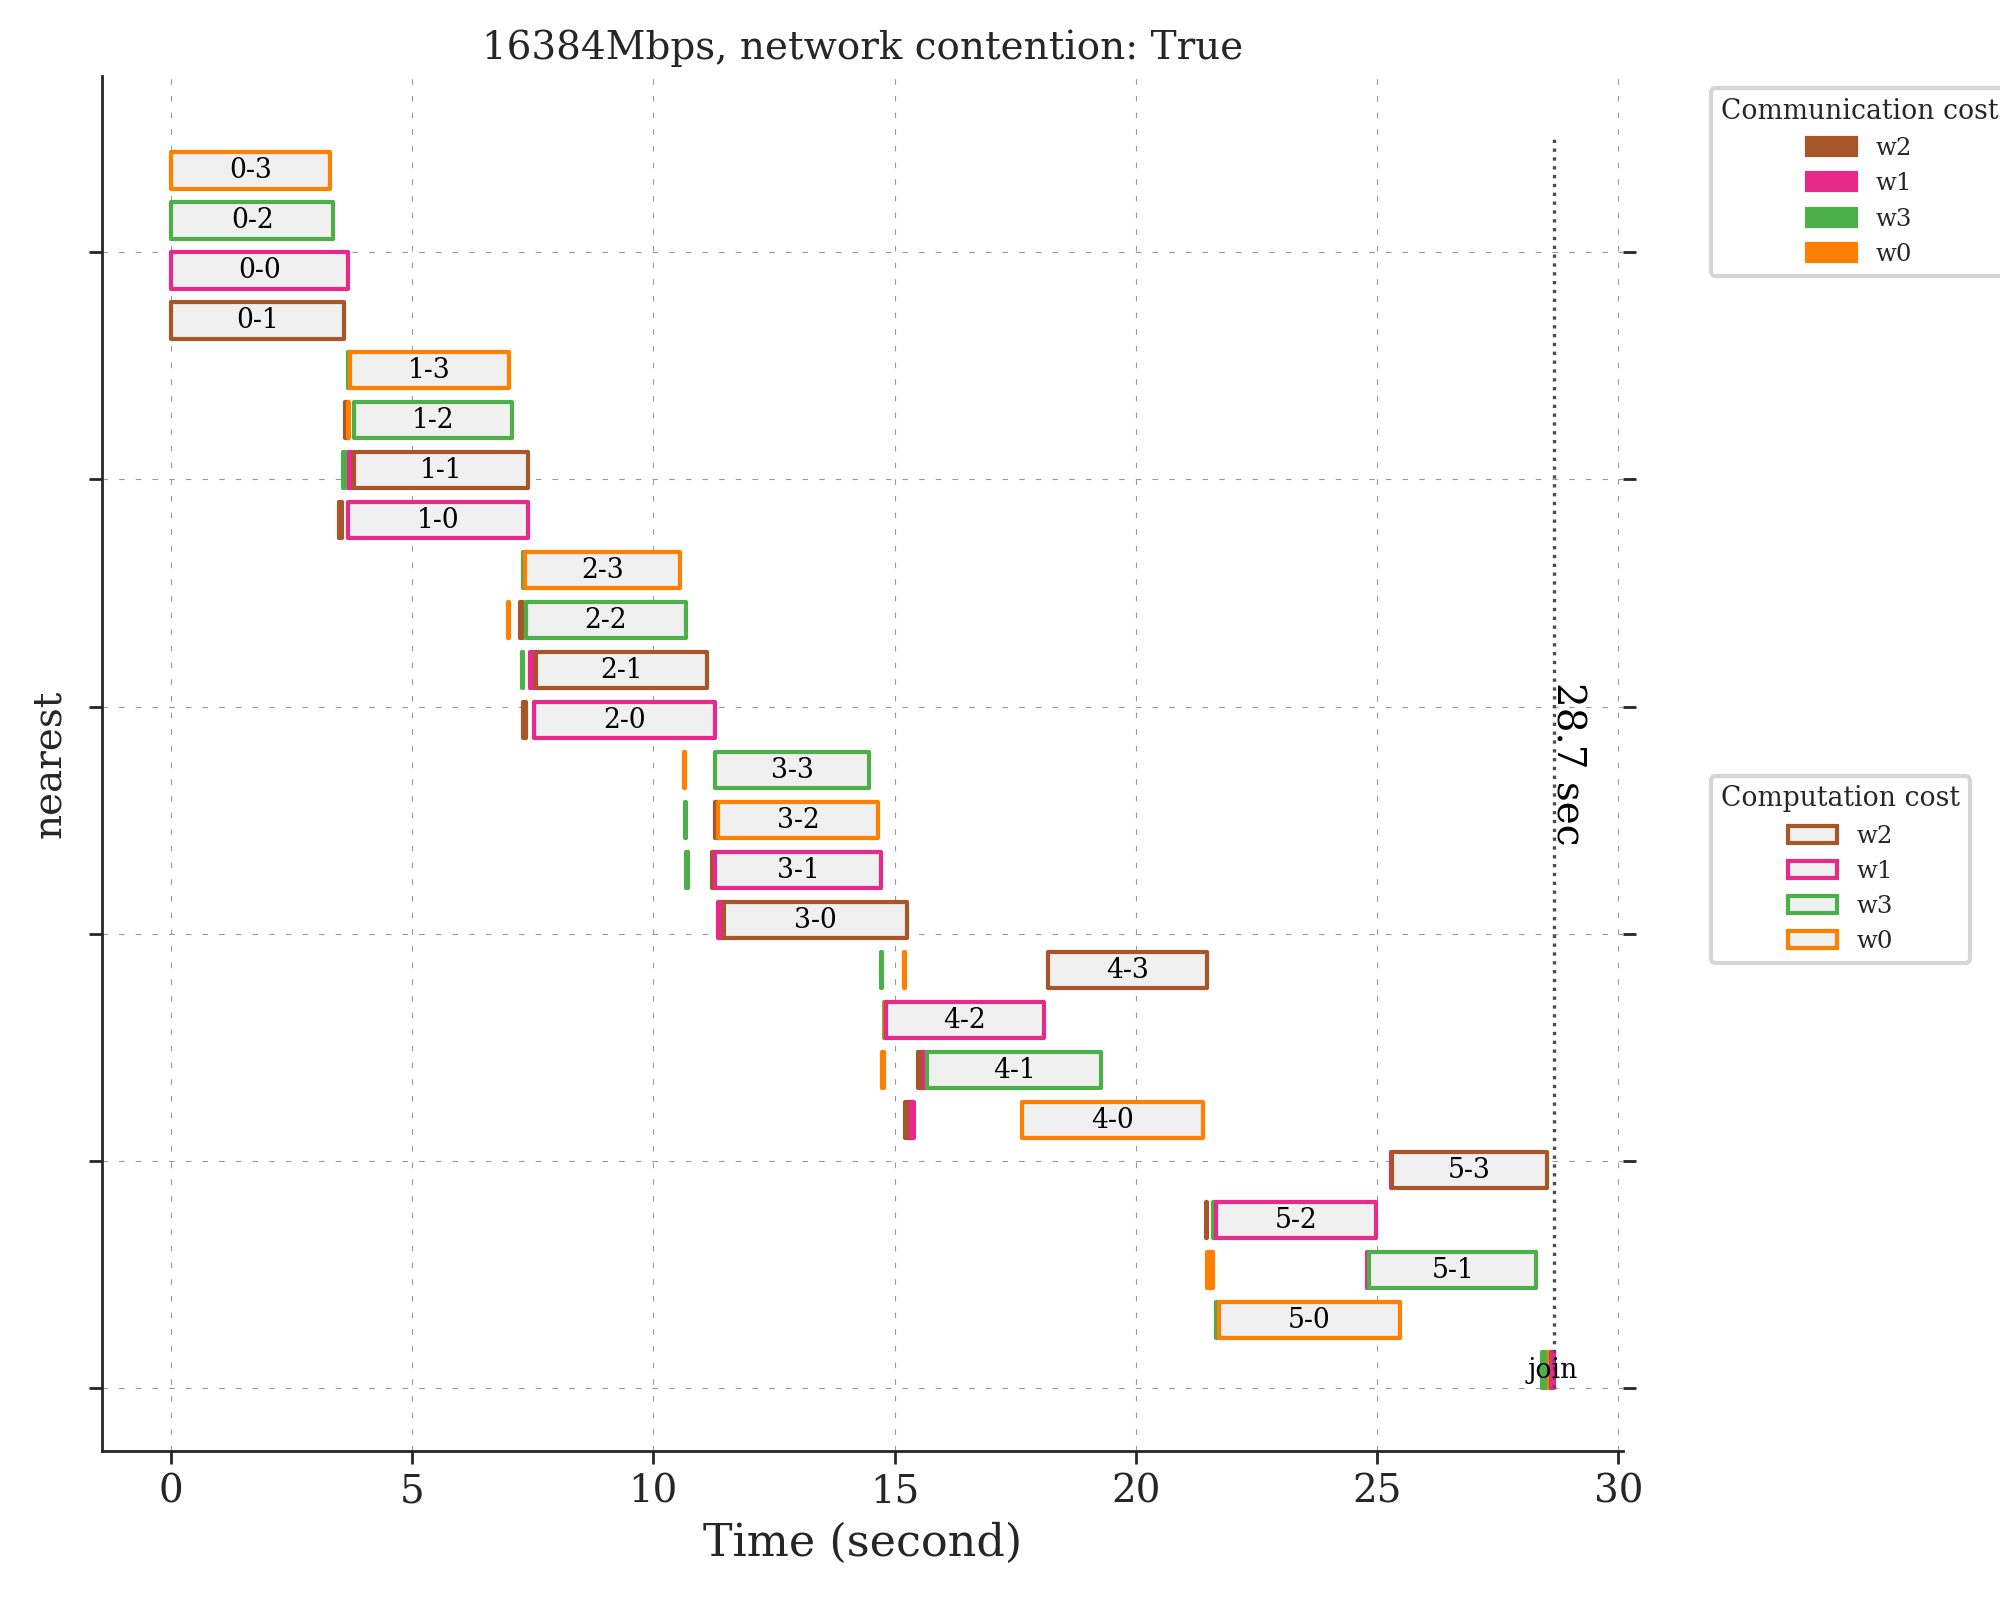 16384Mbps, network contention: True
Communication cost
w2
w1
w3
w0
0-3
0-2
0-0
0-1
1-3
1-2
1-1
1-0
2-3
2-2
2-1
2-0
3-3
3-2
3-1
3-0
4-3
4-2
4-1
4-0
5-3
5-2
5-1
5-0
join
28.7 sec
nearest
Computation cost
w2
w1
w3
w0
0 5 10 15 20 25 30
Time (second)